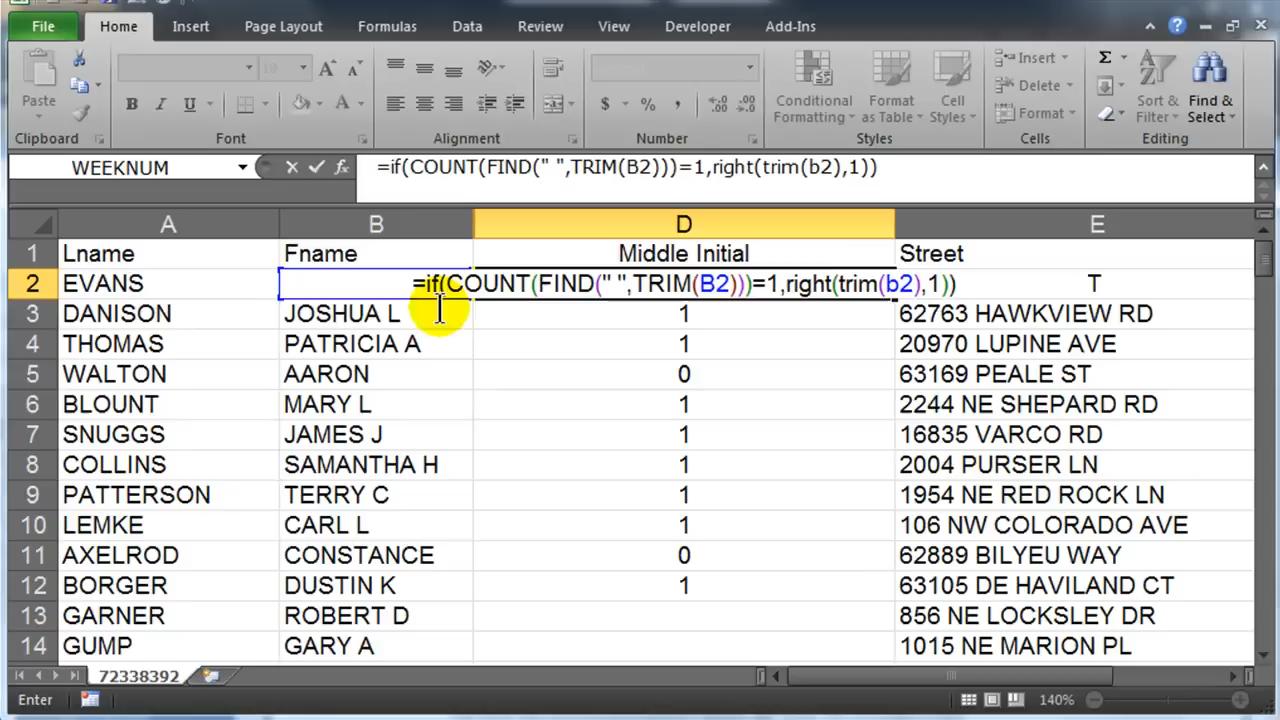 File Home Insert Page Layout Formulas Data Review View Developer Add-Ins
Paste B I U A A A $ % , .0 .00 Conditional Formatting Format as Table Cell Styles Insert Delete Format Σ Sort & Filter Find & Select
Clipboard Font Alignment Number Styles Cells Editing
WEEKNUM fx =if(COUNT(FIND(" ",TRIM(B2)))=1,right(trim(b2),1))
A B D E
1 Lname Fname Middle Initial Street
2 EVANS =if(COUNT(FIND(" ",TRIM(B2)))=1,right(trim(b2),1)) T
3 DANISON JOSHUA L 1 62763 HAWKVIEW RD
4 THOMAS PATRICIA A 1 20970 LUPINE AVE
5 WALTON AARON 0 63169 PEALE ST
6 BLOUNT MARY L 1 2244 NE SHEPARD RD
7 SNUGGS JAMES J 1 16835 VARCO RD
8 COLLINS SAMANTHA H 1 2004 PURSER LN
9 PATTERSON TERRY C 1 1954 NE RED ROCK LN
10 LEMKE CARL L 1 106 NW COLORADO AVE
11 AXELROD CONSTANCE 0 62889 BILYEU WAY
12 BORGER DUSTIN K 1 63105 DE HAVILAND CT
13 GARNER ROBERT D 856 NE LOCKSLEY DR
14 GUMP GARY A 1015 NE MARION PL
72338392
Enter 140%